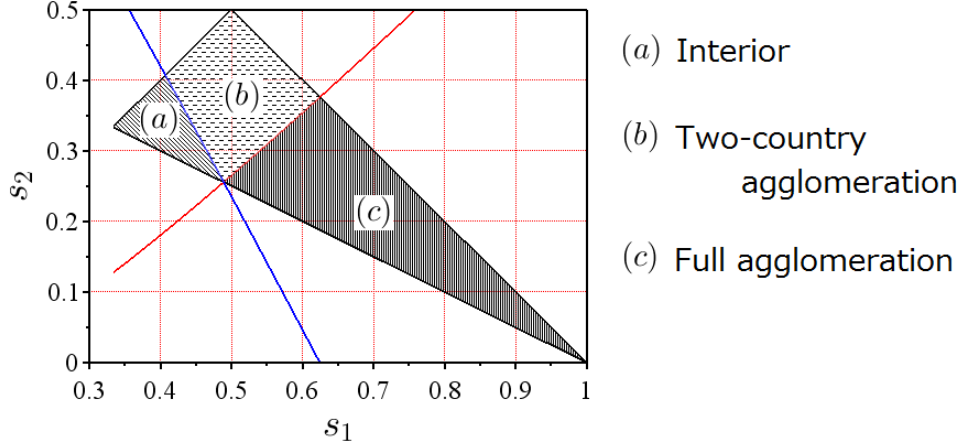 0.5
0.4
0.3
0.2
0.1
0
s₂
0.3 0.4 0.5 0.6 0.7 0.8 0.9 1
s₁
(a)
(b)
(c)
(a) Interior
(b) Two-country
agglomeration
(c) Full agglomeration